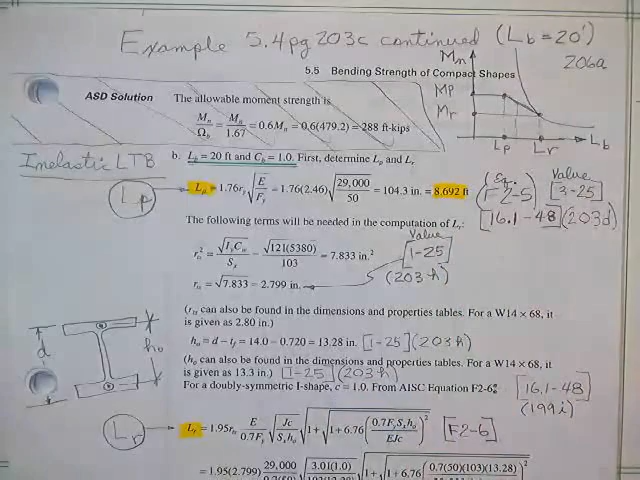 Example 5.4 pg 203c continued (Lb = 20')
206a
5.5 Bending Strength of Compact Shapes
Mn
Mp
Mr
Lp Lr Lb
ASD Solution The allowable moment strength is
Mn/Ωb = Mn/1.67 = 0.6Mn = 0.6(479.2) = 288 ft-kips
Inelastic LTB
b. Lb = 20 ft and Cb = 1.0. First, determine Lp and Lr
Lp
Lp = 1.76ry √(E/Fy) = 1.76(2.46) √(29,000/50) = 104.3 in. = 8.692 ft
(Eq. F2-5) Value [3-25]
[16.1-48] (203d)
The following terms will be needed in the computation of Lr:
rts² = √(IyCw)/Sx = √(121(5380))/103 = 7.833 in.²
Value [1-25]
(203h)
rts = √7.833 = 2.799 in.
(rts can also be found in the dimensions and properties tables. For a W14 × 68, it
is given as 2.80 in.)
ho = d – tf = 14.0 – 0.720 = 13.28 in. [1-25] (203h)
(ho can also be found in the dimensions and properties tables. For a W14 × 68, it
is given as 13.3 in.) [1-25] (203h)
For a doubly-symmetric I-shape, c = 1.0. From AISC Equation F2-6,
[16.1-48]
(199i)
d
ho
Lr
Lr = 1.95rts E/0.7Fy √(Jc/Sxho) √(1 + √(1 + 6.76(0.7FySxho/EJc)²)) [F2-6]
= 1.95(2.799) 29,000/0.7(50) √(3.01(1.0)/103(13.28)) √(1 + √(1 + 6.76(0.7(50)(103)(13.28)